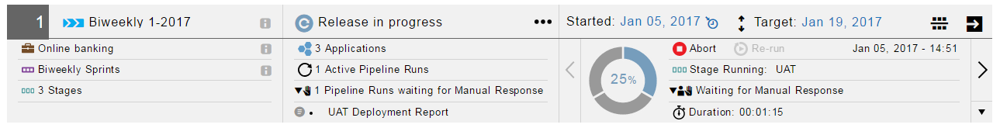 1 Biweekly 1-2017 Release in progress Started: Jan 05, 2017 Target: Jan 19, 2017
Online banking
Biweekly Sprints
3 Stages
3 Applications
1 Active Pipeline Runs
1 Pipeline Runs waiting for Manual Response
UAT Deployment Report
25%
Abort Re-run Jan 05, 2017 - 14:51
Stage Running: UAT
Waiting for Manual Response
Duration: 00:01:15